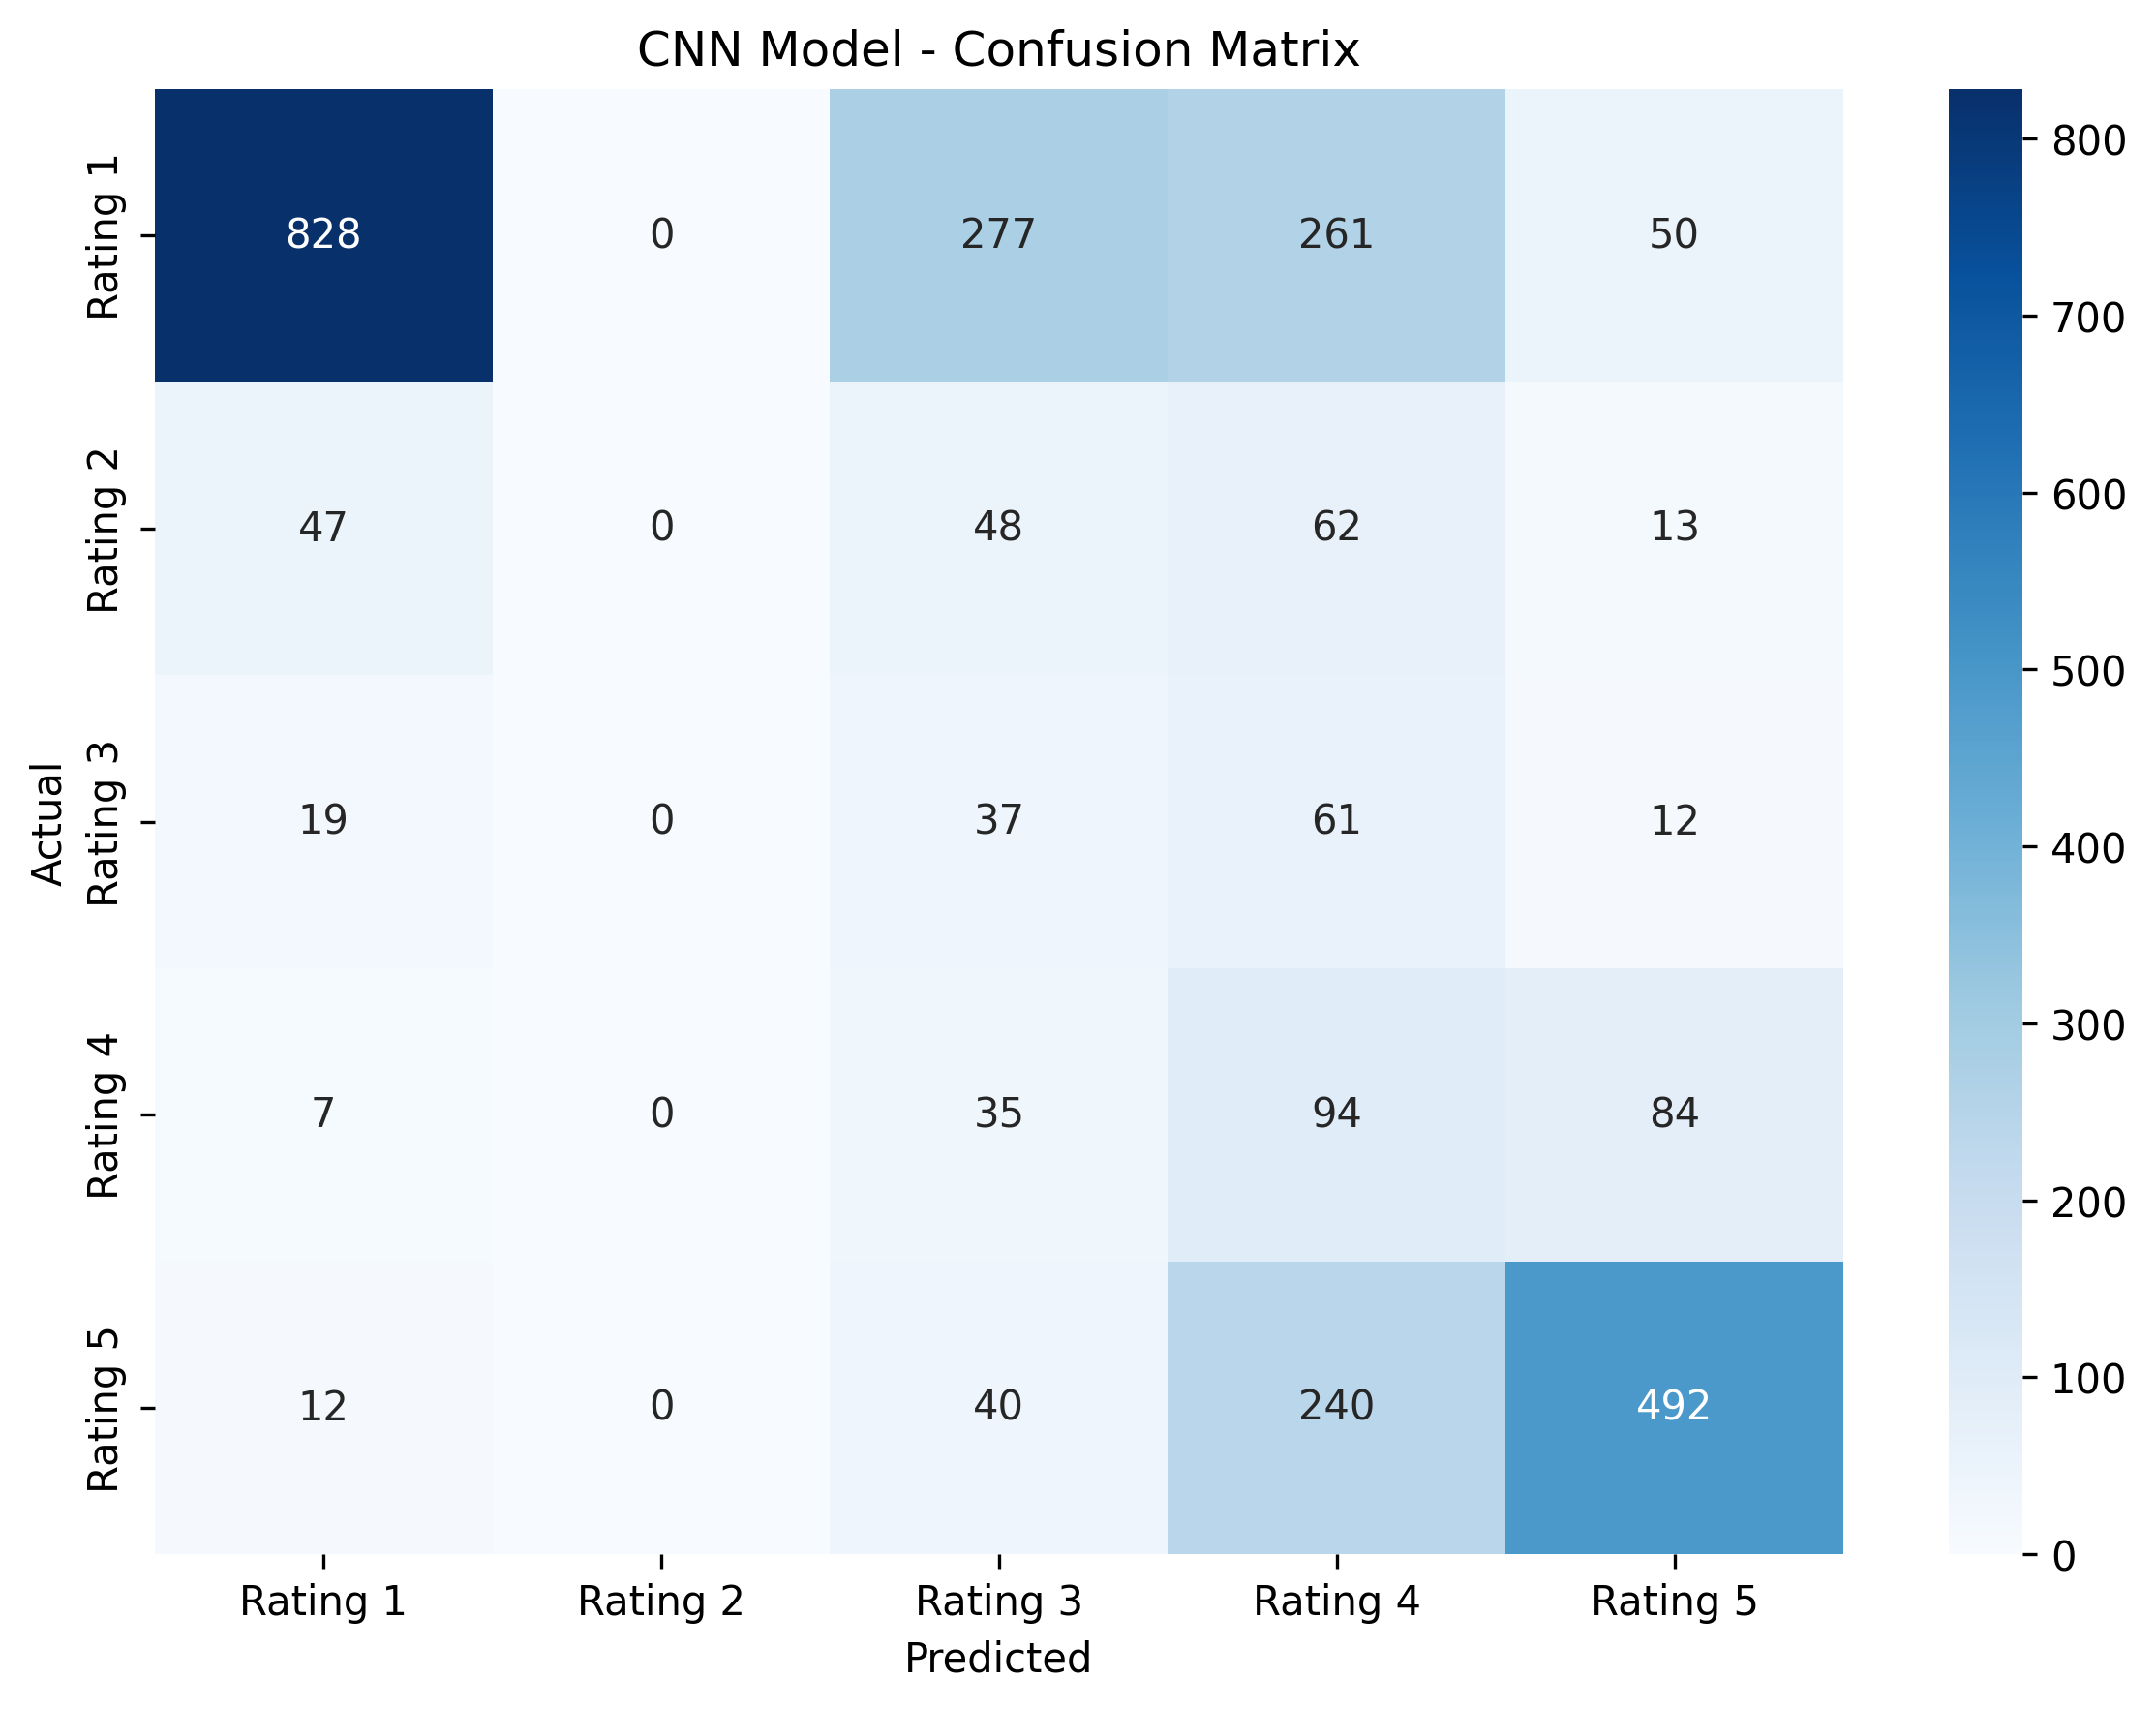 CNN Model - Confusion Matrix
Actual
Rating 1
828 0 277 261 50
Rating 2
47 0 48 62 13
Rating 3
19 0 37 61 12
Rating 4
7 0 35 94 84
Rating 5
12 0 40 240 492
Rating 1 Rating 2 Rating 3 Rating 4 Rating 5
Predicted
800
700
600
500
400
300
200
100
0